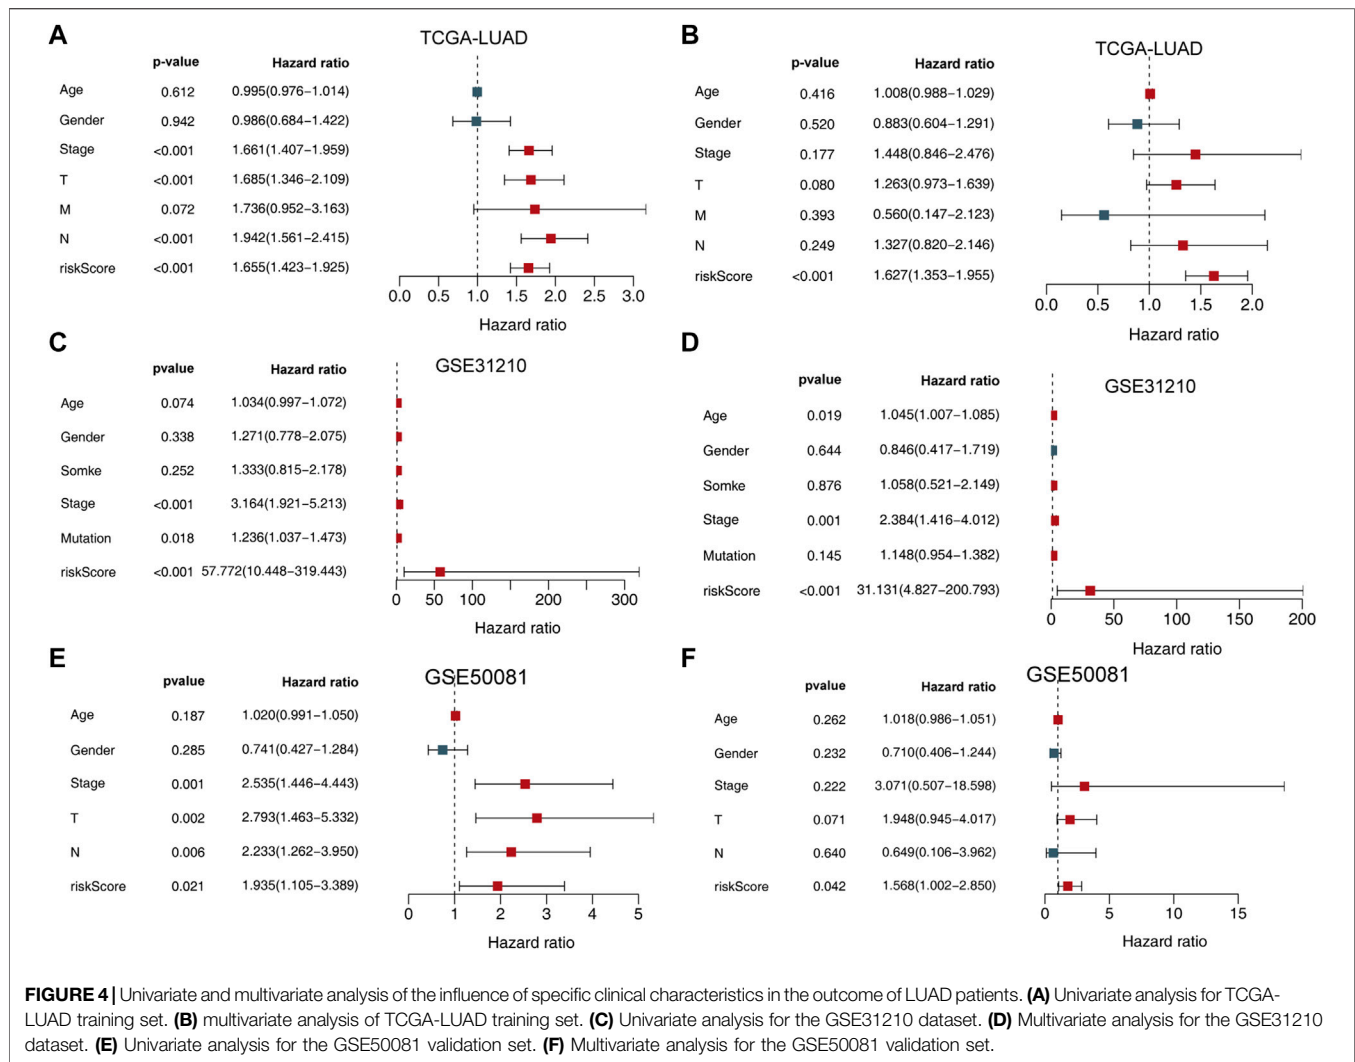 A
TCGA-LUAD
p-value Hazard ratio
Age 0.612 0.995(0.976–1.014)
Gender 0.942 0.986(0.684–1.422)
Stage <0.001 1.661(1.407–1.959)
T <0.001 1.685(1.346–2.109)
M 0.072 1.736(0.952–3.163)
N <0.001 1.942(1.561–2.415)
riskScore <0.001 1.655(1.423–1.925)
0.0 0.5 1.0 1.5 2.0 2.5 3.0
Hazard ratio
B
TCGA-LUAD
p-value Hazard ratio
Age 0.416 1.008(0.988–1.029)
Gender 0.520 0.883(0.604–1.291)
Stage 0.177 1.448(0.846–2.476)
T 0.080 1.263(0.973–1.639)
M 0.393 0.560(0.147–2.123)
N 0.249 1.327(0.820–2.146)
riskScore <0.001 1.627(1.353–1.955)
0.0 0.5 1.0 1.5 2.0
Hazard ratio
C
GSE31210
pvalue Hazard ratio
Age 0.074 1.034(0.997–1.072)
Gender 0.338 1.271(0.778–2.075)
Somke 0.252 1.333(0.815–2.178)
Stage <0.001 3.164(1.921–5.213)
Mutation 0.018 1.236(1.037–1.473)
riskScore <0.001 57.772(10.448–319.443)
0 50 100 200 300
Hazard ratio
D
GSE31210
pvalue Hazard ratio
Age 0.019 1.045(1.007–1.085)
Gender 0.644 0.846(0.417–1.719)
Somke 0.876 1.058(0.521–2.149)
Stage 0.001 2.384(1.416–4.012)
Mutation 0.145 1.148(0.954–1.382)
riskScore <0.001 31.131(4.827–200.793)
0 50 100 150 200
Hazard ratio
E
GSE50081
pvalue Hazard ratio
Age 0.187 1.020(0.991–1.050)
Gender 0.285 0.741(0.427–1.284)
Stage 0.001 2.535(1.446–4.443)
T 0.002 2.793(1.463–5.332)
N 0.006 2.233(1.262–3.950)
riskScore 0.021 1.935(1.105–3.389)
0 1 2 3 4 5
Hazard ratio
F
GSE50081
pvalue Hazard ratio
Age 0.262 1.018(0.986–1.051)
Gender 0.232 0.710(0.406–1.244)
Stage 0.222 3.071(0.507–18.598)
T 0.071 1.948(0.945–4.017)
N 0.640 0.649(0.106–3.962)
riskScore 0.042 1.568(1.002–2.850)
0 5 10 15
Hazard ratio
FIGURE 4 | Univariate and multivariate analysis of the influence of specific clinical characteristics in the outcome of LUAD patients. (A) Univariate analysis for TCGA-
LUAD training set. (B) multivariate analysis of TCGA-LUAD training set. (C) Univariate analysis for the GSE31210 dataset. (D) Multivariate analysis for the GSE31210
dataset. (E) Univariate analysis for the GSE50081 validation set. (F) Multivariate analysis for the GSE50081 validation set.